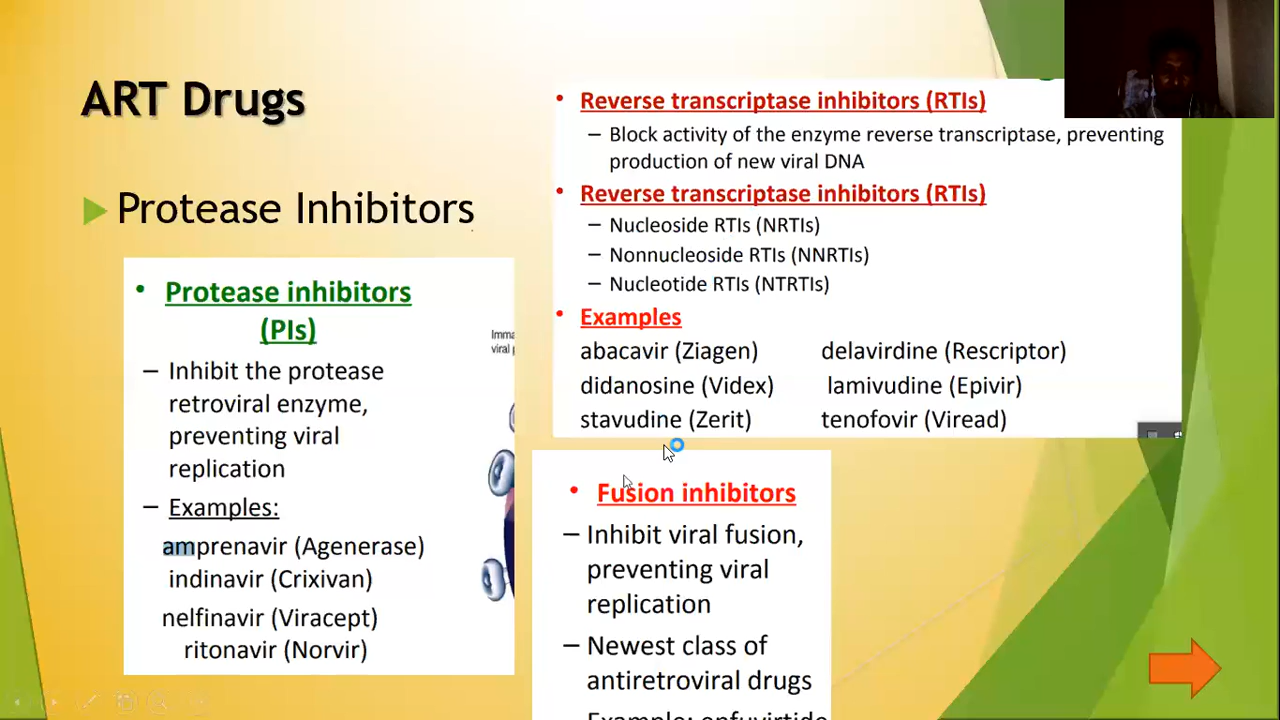 ART Drugs
Protease Inhibitors
• Protease inhibitors
(PIs)
– Inhibit the protease
retroviral enzyme,
preventing viral
replication
– Examples:
amprenavir (Agenerase)
indinavir (Crixivan)
nelfinavir (Viracept)
ritonavir (Norvir)
Imma
viral p
• Reverse transcriptase inhibitors (RTIs)
– Block activity of the enzyme reverse transcriptase, preventing
production of new viral DNA
• Reverse transcriptase inhibitors (RTIs)
– Nucleoside RTIs (NRTIs)
– Nonnucleoside RTIs (NNRTIs)
– Nucleotide RTIs (NTRTIs)
• Examples
abacavir (Ziagen) delavirdine (Rescriptor)
didanosine (Videx) lamivudine (Epivir)
stavudine (Zerit) tenofovir (Viread)
• Fusion inhibitors
– Inhibit viral fusion,
preventing viral
replication
– Newest class of
antiretroviral drugs
Example: enfuvirtide